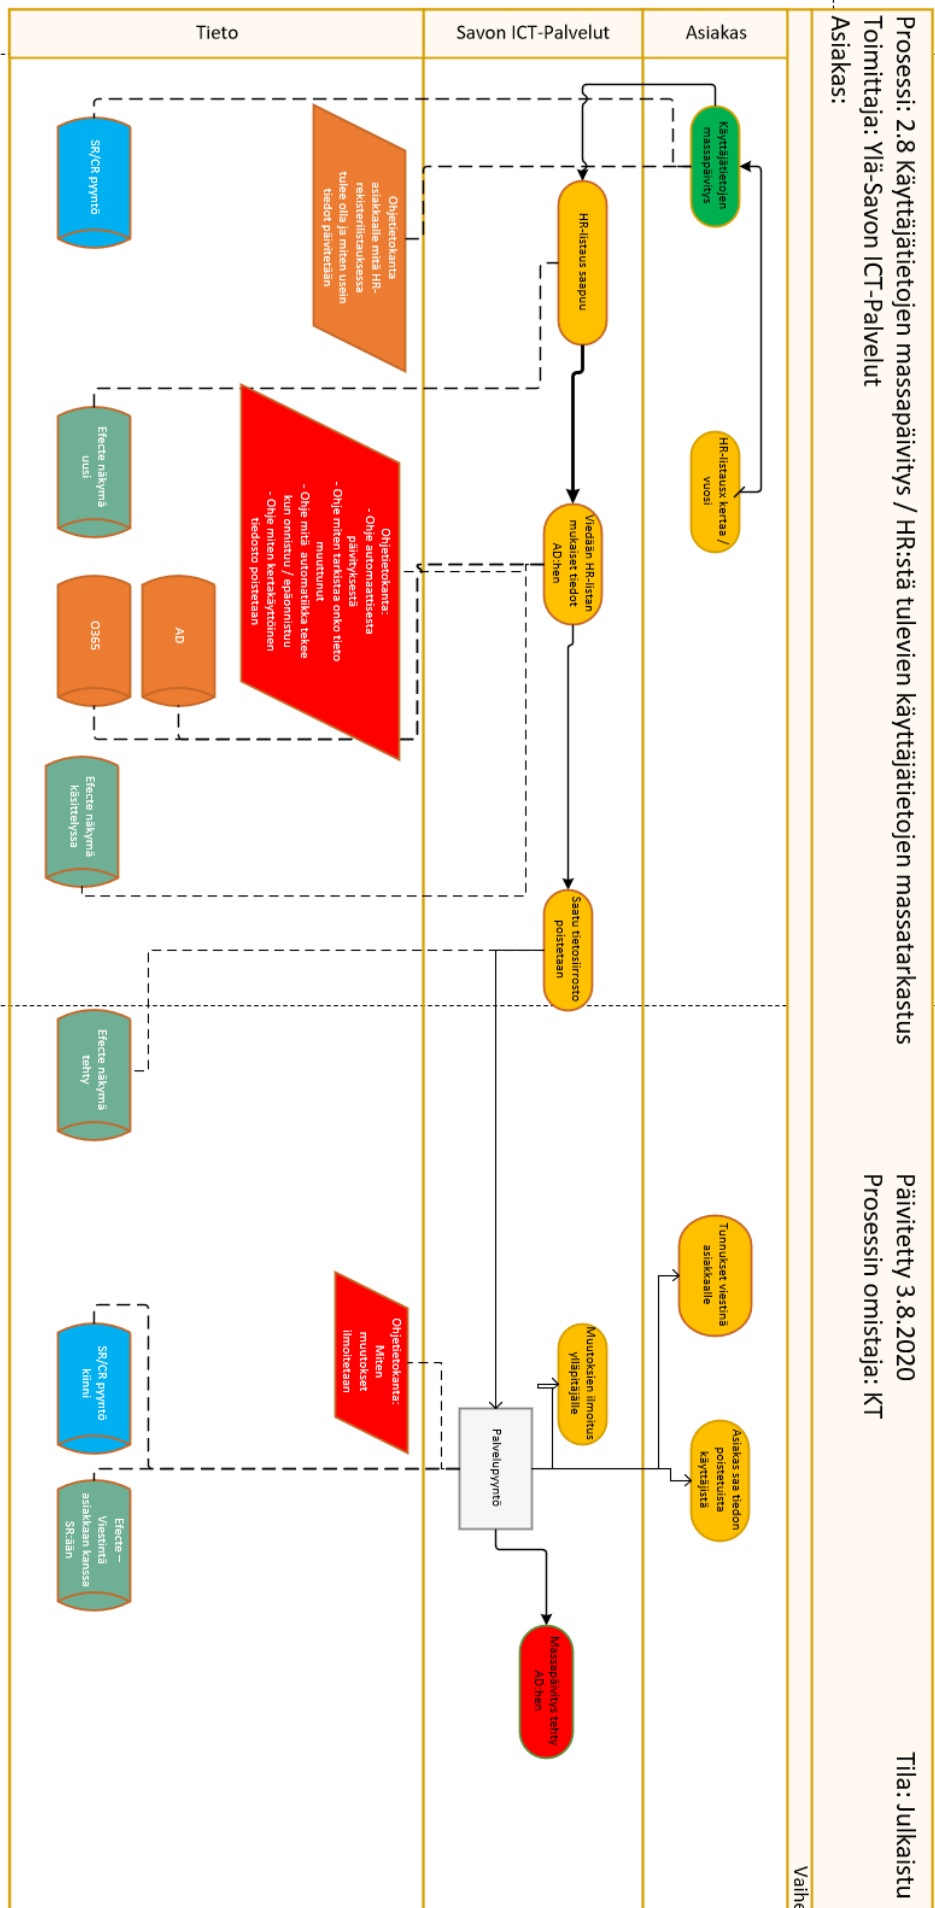 Prosessi: 2.8 Käyttäjätietojen massapäivitys / HR:stä tulevien käyttäjätietojen massatarkastus
Päivitetty 3.8.2020
Tila: Julkaistu
Toimittaja: Ylä-Savon ICT-Palvelut
Prosessin omistaja: KT
Asiakas:
Vaihe
Asiakas
Käyttäjätietojen
massapäivitys
HR-listausx kertaa /
vuosi
Tunnukset viestinä
asiakkaalle
Asiakas saa tiedon
poistetuista
käyttäjistä
Savon ICT-Palvelut
HR-listaus saapuu
Viedään HR-listan
mukaiset tiedot
AD:hen
Saatu tietosiirrosto
poistetaan
Muutoksien ilmoitus
ylläpitäjälle
Palvelupyyntö
Massapäivitys tehty
AD:hen
Tieto
Ohjetietokanta
asiakkaalle mitä HR-
rekisterilistauksessa
tulee olla ja miten usein
tiedot päivitetään
Ohjetietokanta:
- Ohje automaattisesta
päivityksestä
- Ohje miten tarkistaa onko tieto
muuttunut
- Ohje mitä automatiikka tekee
kun onnistuu / epäonnistuu
- Ohje miten kertakäyttöinen
tiedosto poistetaan
Ohjetietokanta:
Miten
muutokset
ilmoitetaan
SR/CR pyyntö
Efecte näkymä
uusi
AD
O365
Efecte näkymä
käsittelyssä
Efecte näkymä
tehty
SR/CR pyyntö
kiinni
Efecte –
Viestintä
asiakkaan kanssa
SR:ään